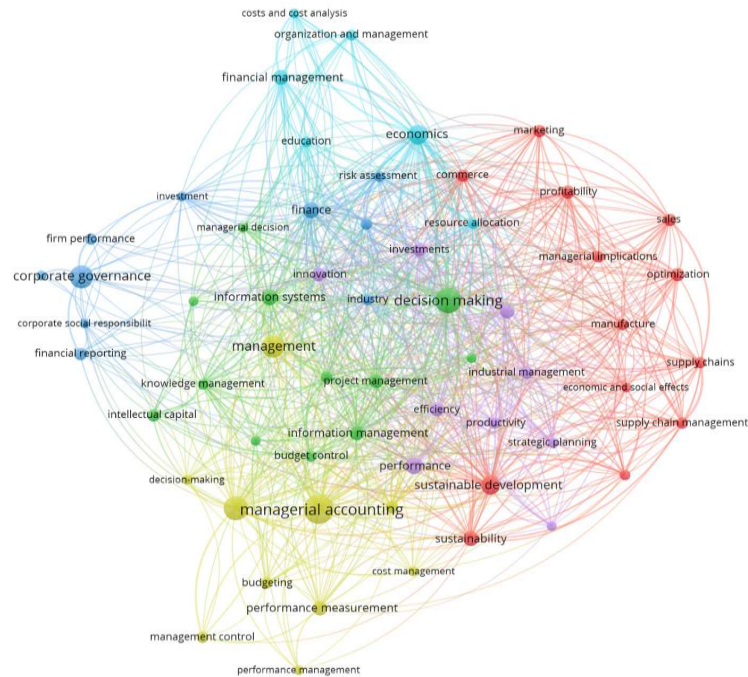 costs and cost analysis
organization and management
financial management
economics
marketing
education
risk assessment
commerce
profitability
investment
finance
managerial decision
resource allocation
sales
firm performance
investments
managerial implications
corporate governance
innovation
optimization
information systems
industry
decision making
corporate social responsibilit
manufacture
management
financial reporting
supply chains
knowledge management
project management
industrial management
economic and social effects
intellectual capital
efficiency
productivity
supply chain management
information management
strategic planning
budget control
performance
decision-making
sustainable development
managerial accounting
sustainability
cost management
budgeting
performance measurement
management control
performance management